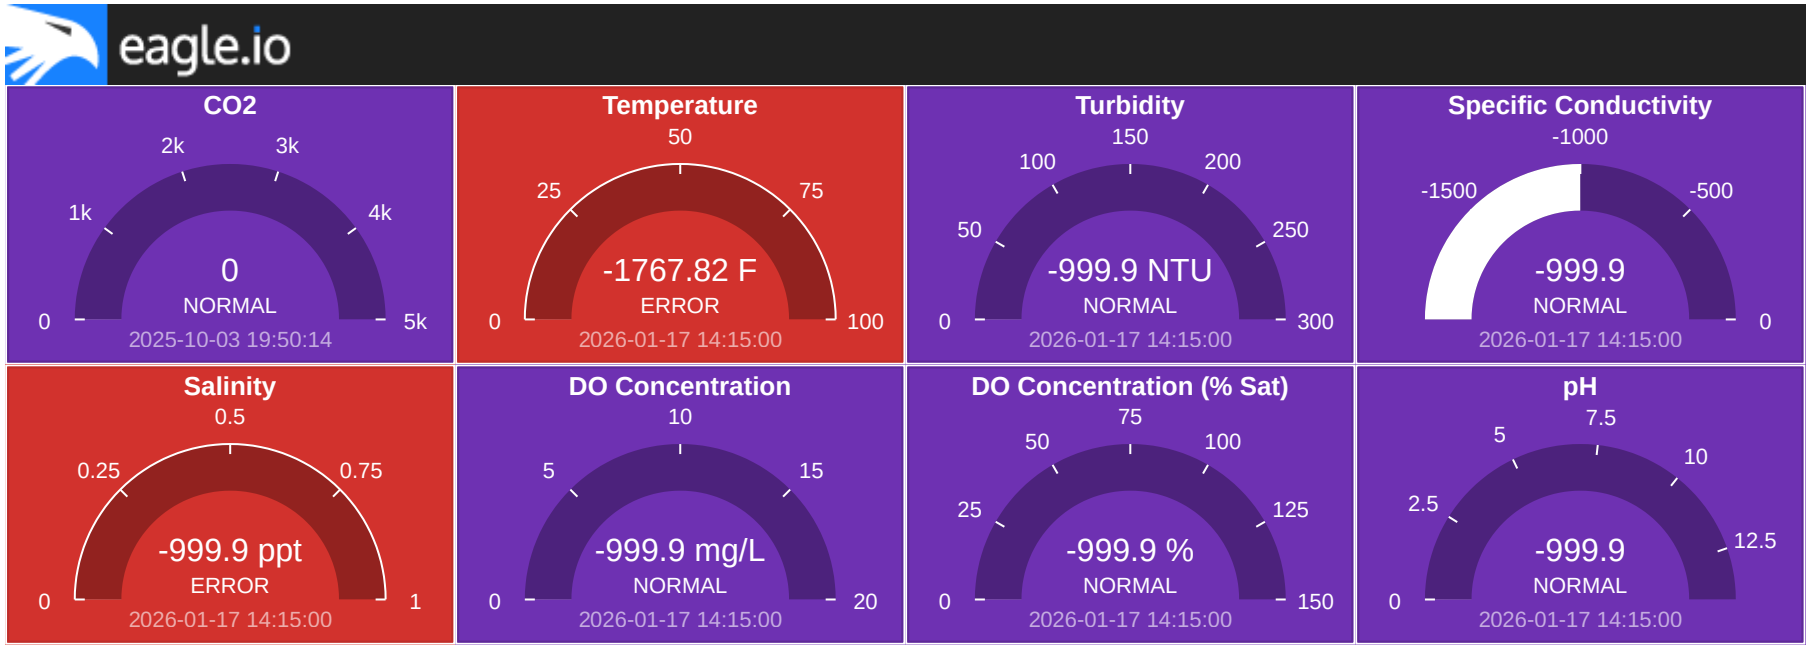 eagle.io
CO2
2k
3k
1k
4k
0
NORMAL
0
5k
2025-10-03 19:50:14
Temperature
50
25
75
-1767.82 F
ERROR
0
100
2026-01-17 14:15:00
Turbidity
150
100
200
50
250
-999.9 NTU
NORMAL
0
300
2026-01-17 14:15:00
Specific Conductivity
-1000
-1500
-500
-999.9
NORMAL
0
2026-01-17 14:15:00
Salinity
0.5
0.25
0.75
-999.9 ppt
ERROR
0
1
2026-01-17 14:15:00
DO Concentration
10
5
15
-999.9 mg/L
NORMAL
0
20
2026-01-17 14:15:00
DO Concentration (% Sat)
75
50
100
25
125
-999.9 %
NORMAL
0
150
2026-01-17 14:15:00
pH
7.5
5
10
2.5
12.5
-999.9
NORMAL
0
2026-01-17 14:15:00